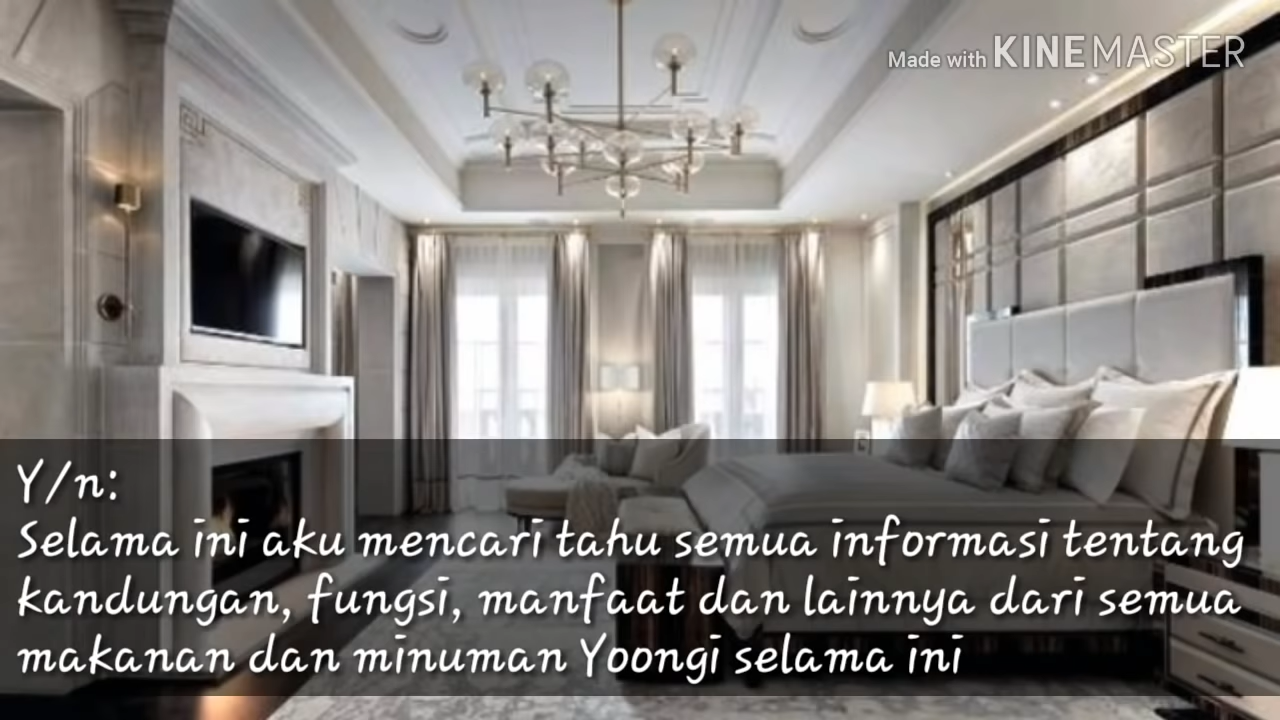 Made with KINEMASTER
Y/n:
Selama ini aku mencari tahu semua informasi tentang
kandungan, fungsi, manfaat dan lainnya dari semua
makanan dan minuman Yoongi selama ini